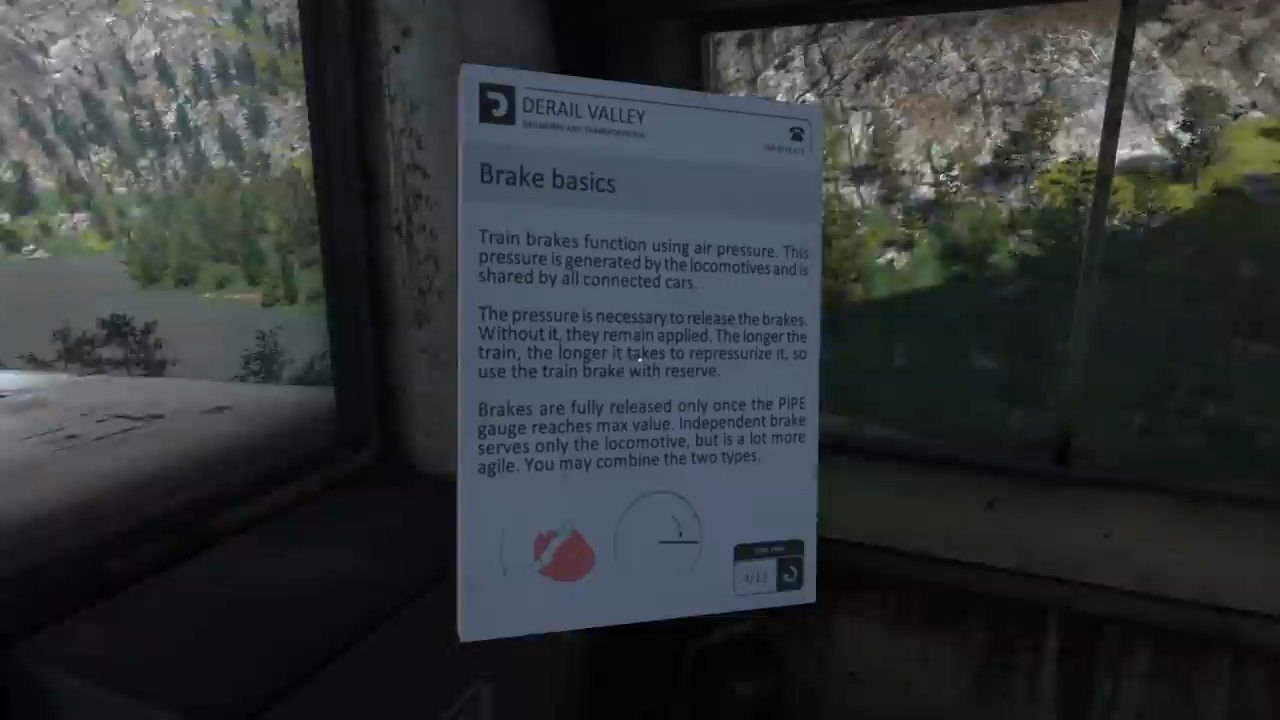 DERAIL VALLEY
Brake basics
Train brakes function using air pressure. This
pressure is generated by the locomotives and is
shared by all connected cars.
The pressure is necessary to release the brakes.
Without it, they remain applied. The longer the
train, the longer it takes to repressurize it, so
use the train brake with reserve.
Brakes are fully released only once the PIPE
gauge reaches max value. Independent brake
serves only the locomotive, but is a lot more
agile. You may combine the two types.